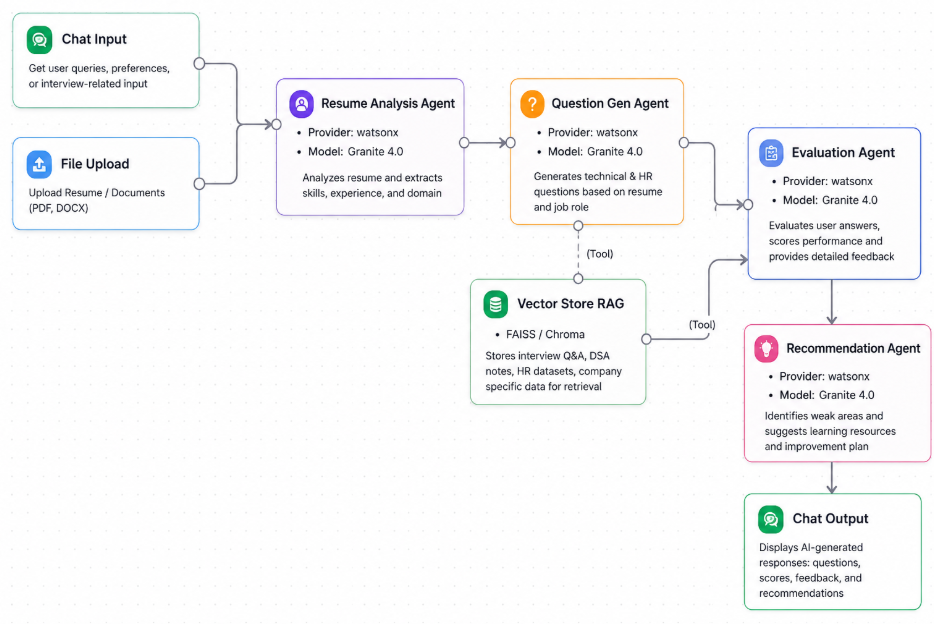 Chat Input
Get user queries, preferences,
or interview-related input
File Upload
Upload Resume / Documents
(PDF, DOCX)
Resume Analysis Agent
• Provider: watsonx
• Model: Granite 4.0
Analyzes resume and extracts
skills, experience, and domain
?
Question Gen Agent
• Provider: watsonx
• Model: Granite 4.0
Generates technical & HR
questions based on resume
and job role
(Tool)
Vector Store RAG
• FAISS / Chroma
Stores interview Q&A, DSA
notes, HR datasets, company
specific data for retrieval
(Tool)
Evaluation Agent
• Provider: watsonx
• Model: Granite 4.0
Evaluates user answers,
scores performance and
provides detailed feedback
Recommendation Agent
• Provider: watsonx
• Model: Granite 4.0
Identifies weak areas and
suggests learning resources
and improvement plan
Chat Output
Displays AI-generated
responses: questions,
scores, feedback, and
recommendations